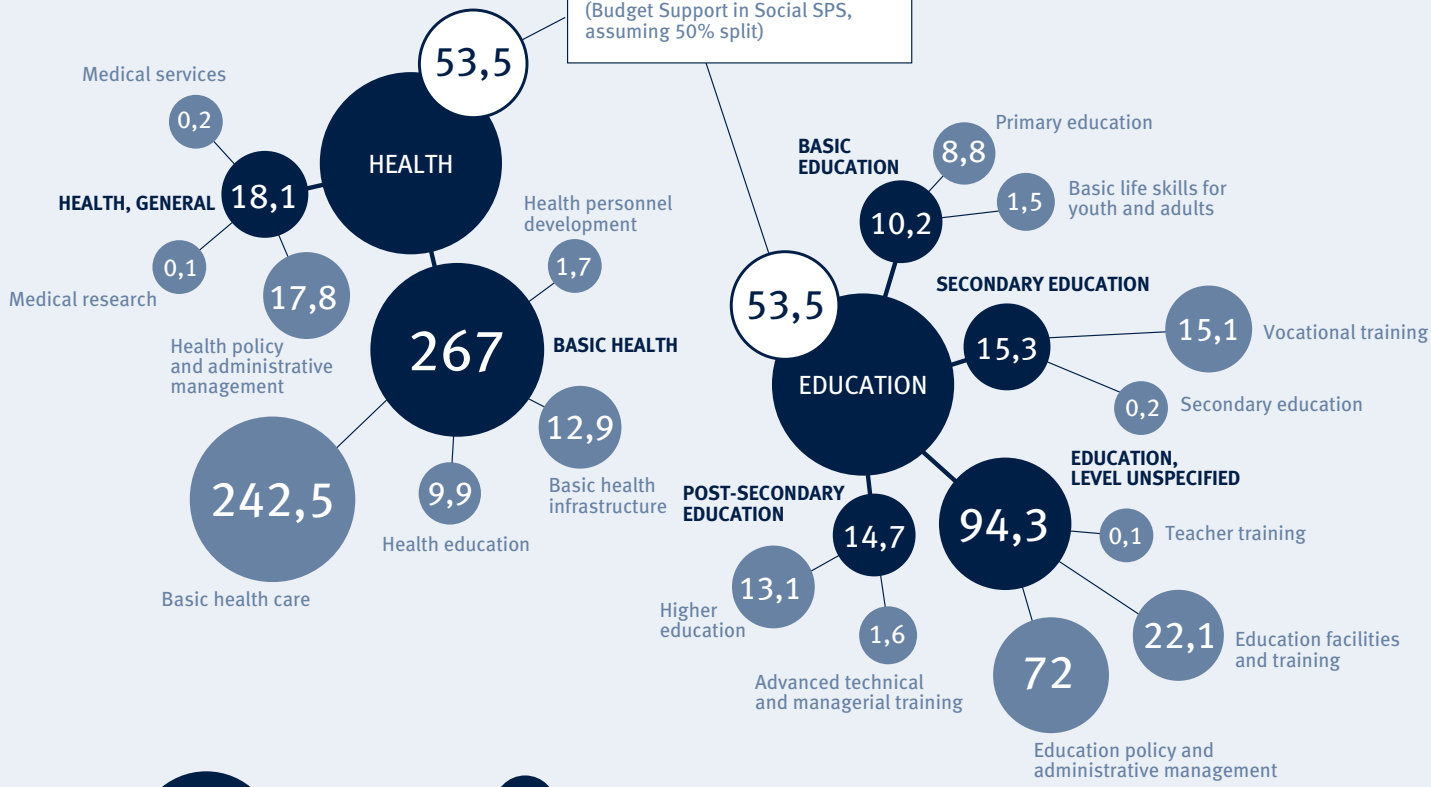 (Budget Support in Social SPS,
assuming 50% split)
53,5
HEALTH
Medical services
0,2
HEALTH, GENERAL
18,1
0,1
Medical research
17,8
Health policy
and administrative
management
Health personnel
development
1,7
267
BASIC HEALTH
12,9
Basic health
infrastructure
9,9
Health education
242,5
Basic health care
53,5
EDUCATION
BASIC
EDUCATION
10,2
8,8
Primary education
1,5
Basic life skills for
youth and adults
SECONDARY EDUCATION
15,3
15,1
Vocational training
0,2
Secondary education
EDUCATION,
LEVEL UNSPECIFIED
94,3
0,1
Teacher training
22,1
Education facilities
and training
72
Education policy and
administrative management
POST-SECONDARY
EDUCATION
14,7
13,1
Higher
education
1,6
Advanced technical
and managerial training